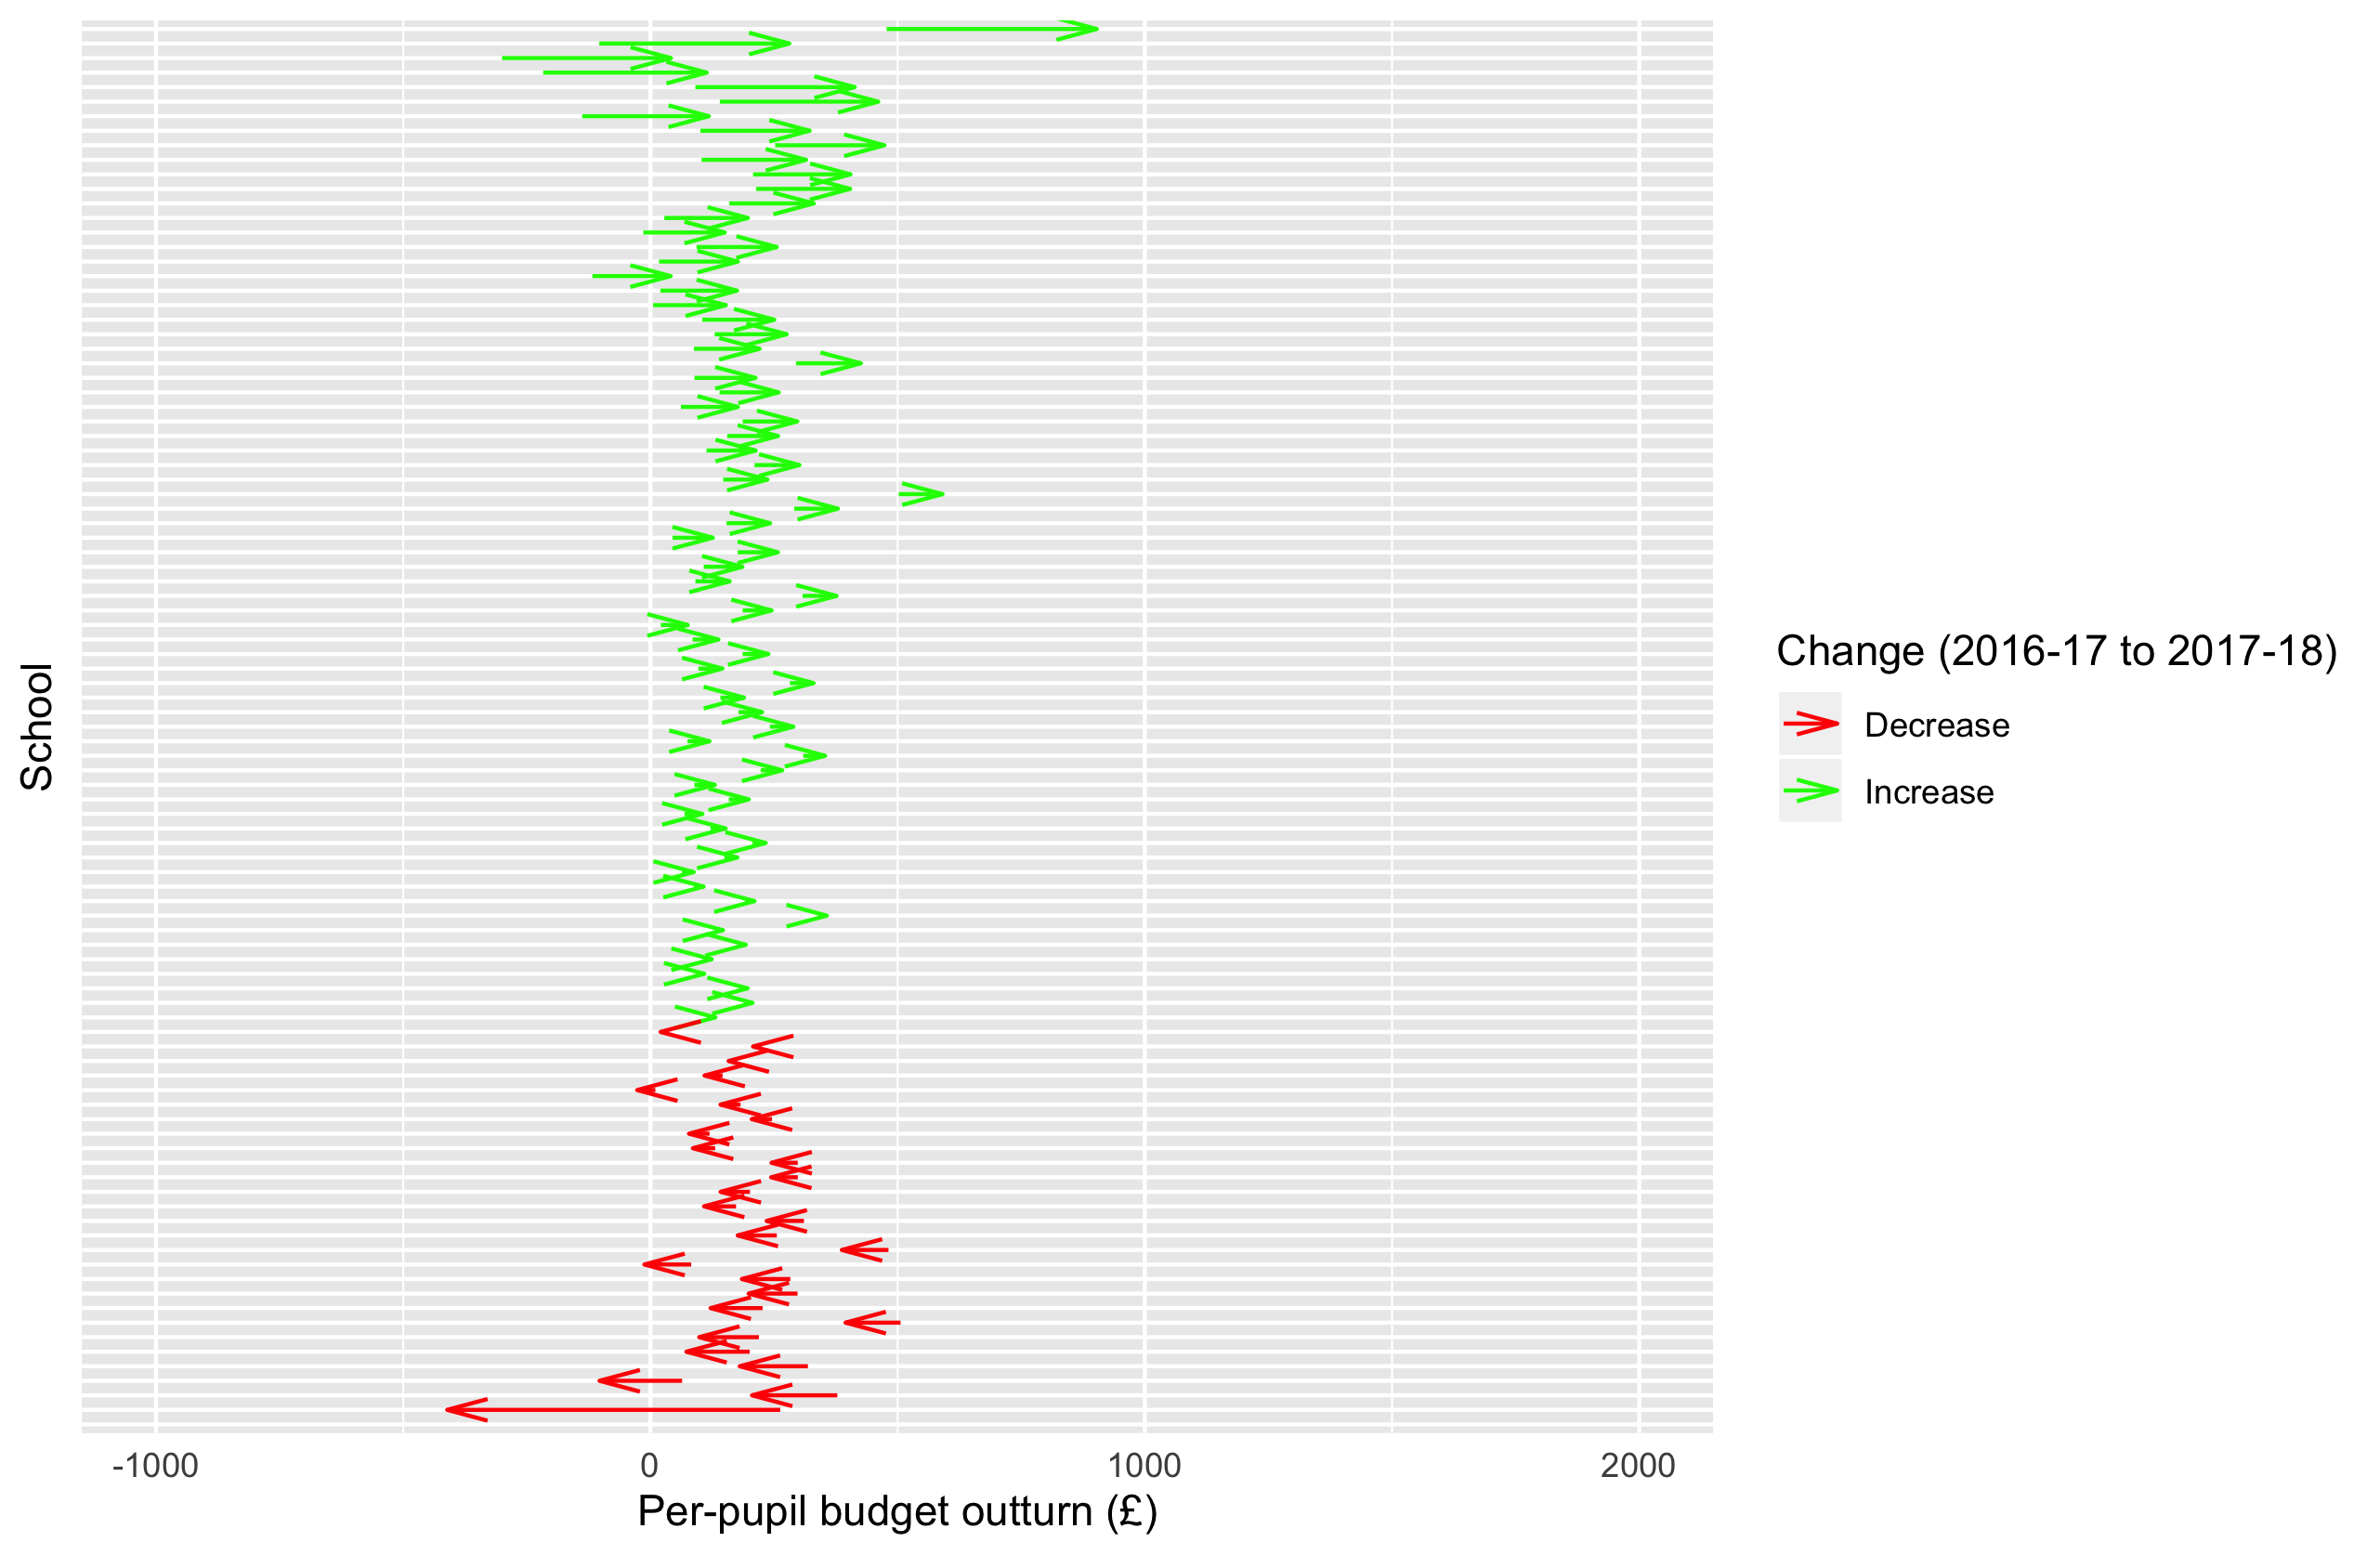 School
-1000 0 1000 2000
Per-pupil budget outturn (£)
Change (2016-17 to 2017-18)
Decrease
Increase